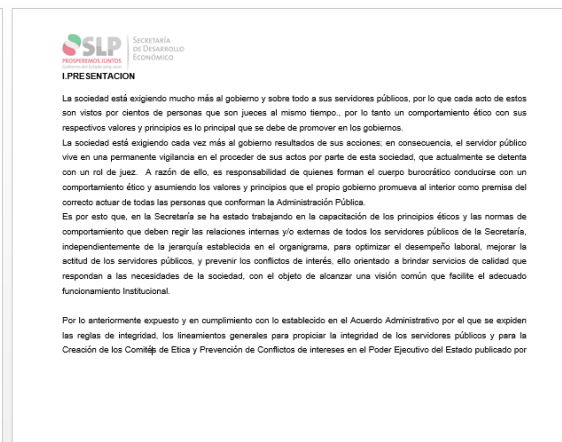 SLP
SECRETARÍA
DE DESARROLLO
ECONÓMICO
PROSPEREMOS JUNTOS
I.PRESENTACION
La sociedad está exigiendo mucho más al gobierno y sobre todo a sus servidores públicos, por lo que cada acto de estos
son vistos por cientos de personas que son jueces al mismo tiempo., por lo tanto un comportamiento ético con sus
respectivos valores y principios es lo principal que se debe de promover en los gobiernos.
La sociedad está exigiendo cada vez más al gobierno resultados de sus acciones; en consecuencia, el servidor público
vive en una permanente vigilancia en el proceder de sus actos por parte de esta sociedad, que actualmente se detenta
con un rol de juez. A razón de ello, es responsabilidad de quienes forman el cuerpo burocrático conducirse con un
comportamiento ético y asumiendo los valores y principios que el propio gobierno promueva al interior como premisa del
correcto actuar de todas las personas que conforman la Administración Pública.
Es por esto que, en la Secretaría se ha estado trabajando en la capacitación de los principios éticos y las normas de
comportamiento que deben regir las relaciones internas y/o externas de todos los servidores públicos de la Secretaría,
independientemente de la jerarquía establecida en el organigrama, para optimizar el desempeño laboral, mejorar la
actitud de los servidores públicos, y prevenir los conflictos de interés, ello orientado a brindar servicios de calidad que
respondan a las necesidades de la sociedad, con el objeto de alcanzar una visión común que facilite el adecuado
funcionamiento Institucional.
Por lo anteriormente expuesto y en cumplimiento con lo establecido en el Acuerdo Administrativo por el que se expiden
las reglas de integridad, los lineamientos generales para propiciar la integridad de los servidores públicos y para la
Creación de los Comités de Etica y Prevención de Conflictos de intereses en el Poder Ejecutivo del Estado publicado por